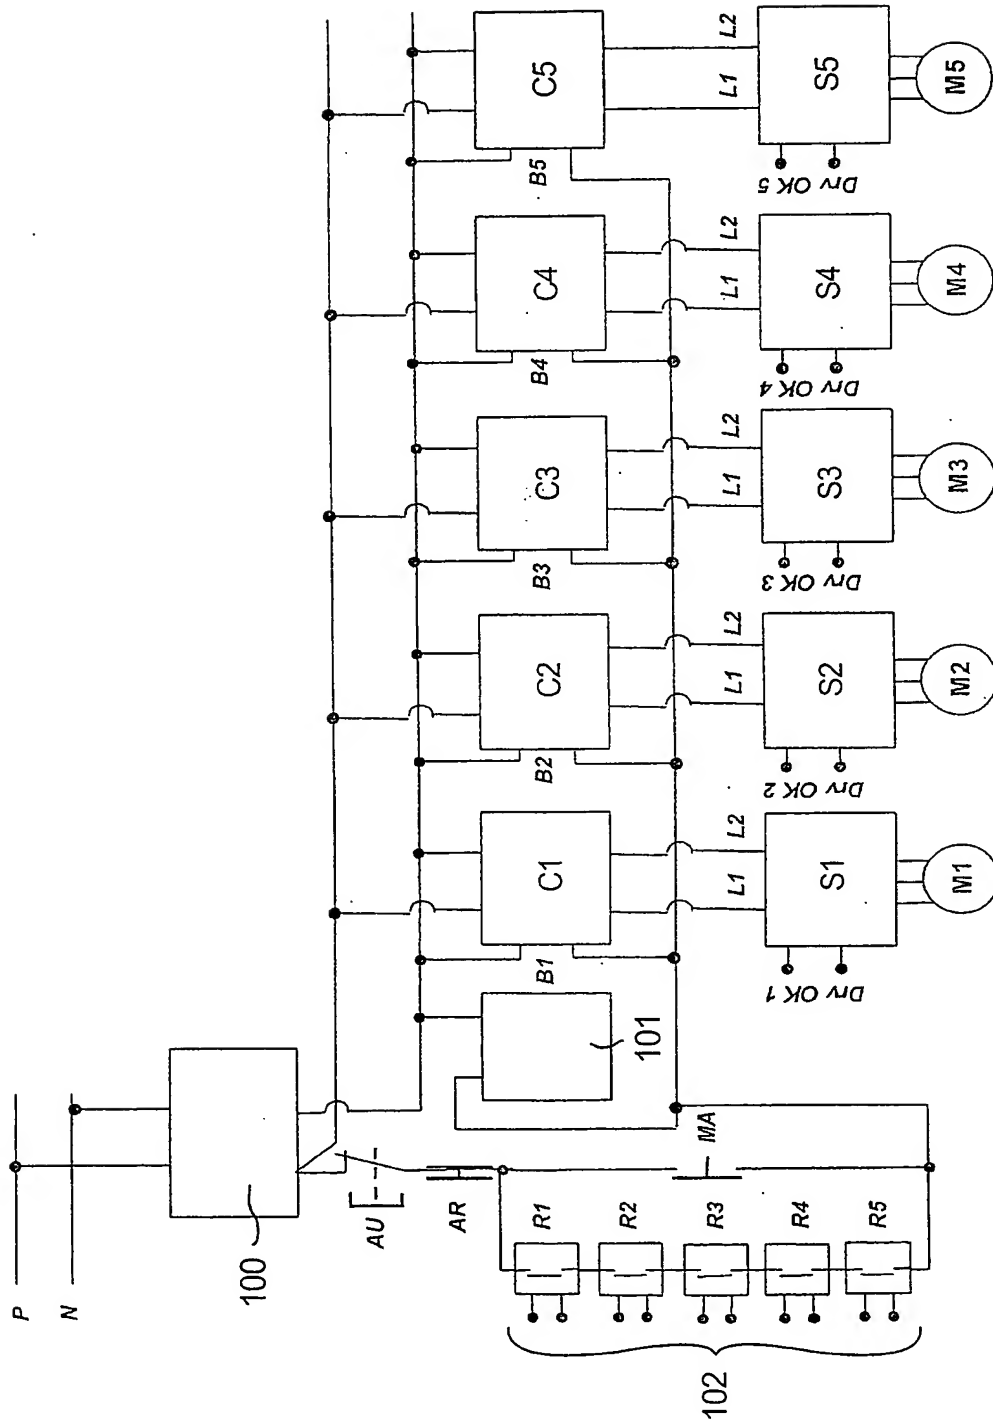 P
N
100
AU
AR
MA
101
102
R1
R2
R3
R4
R5
B1
B2
B3
B4
B5
C1
C2
C3
C4
C5
L1
L2
L1
L2
L1
L2
L1
L2
L1
L2
Drv OK 1
Drv OK 2
Drv OK 3
Drv OK 4
Drv OK 5
S1
S2
S3
S4
S5
M1
M2
M3
M4
M5